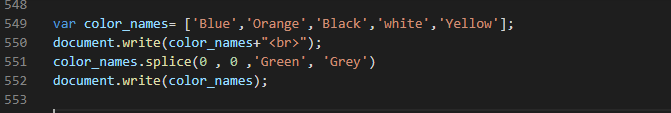 548
549 var color_names= ['Blue','Orange','Black','white','Yellow'];
550 document.write(color_names+"<br>");
551 color_names.splice(0 , 0 ,'Green', 'Grey')
552 document.write(color_names);
553